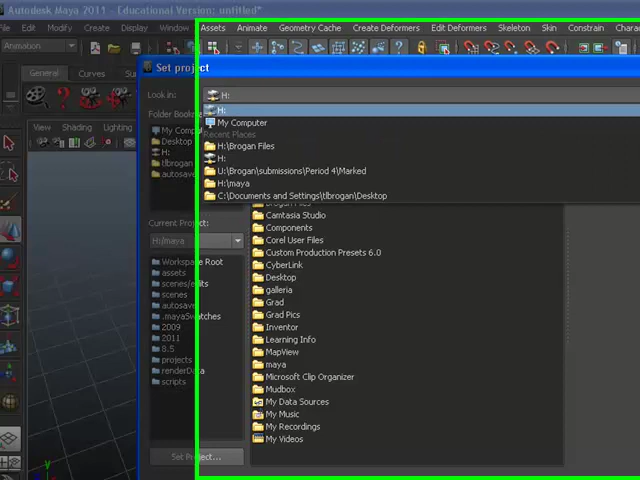 Autodesk Maya 2011 - Educational Version: untitled*
File Edit Modify Create Display Window Assets Animate Geometry Cache Create Deformers Edit Deformers Skeleton Skin Constrain Charac
Animation
General Curves
View Shading Lighting
Set project
Look in: H:
H:
My Computer
Recent Places
H:\Brogan Files
H:
U:\Brogan\submissions\Period 4\Marked
H:\maya
C:\Documents and Settings\tlbrogan\Desktop
Folder Bookmarks
My Comp
Desktop
H:
tlbrogan
autosave
Current Project:
H:/maya
Workspace Root
assets
scenes/edits
scenes
autosave
.mayaSwatches
2009
2011
8.5
projects
renderData
scripts
Set Project...
Brogan Files
Camtasia Studio
Components
Corel User Files
Custom Production Presets 6.0
CyberLink
Desktop
galleria
Grad
Grad Pics
Inventor
Learning Info
MapView
maya
Microsoft Clip Organizer
Mudbox
My Data Sources
My Music
My Recordings
My Videos
y